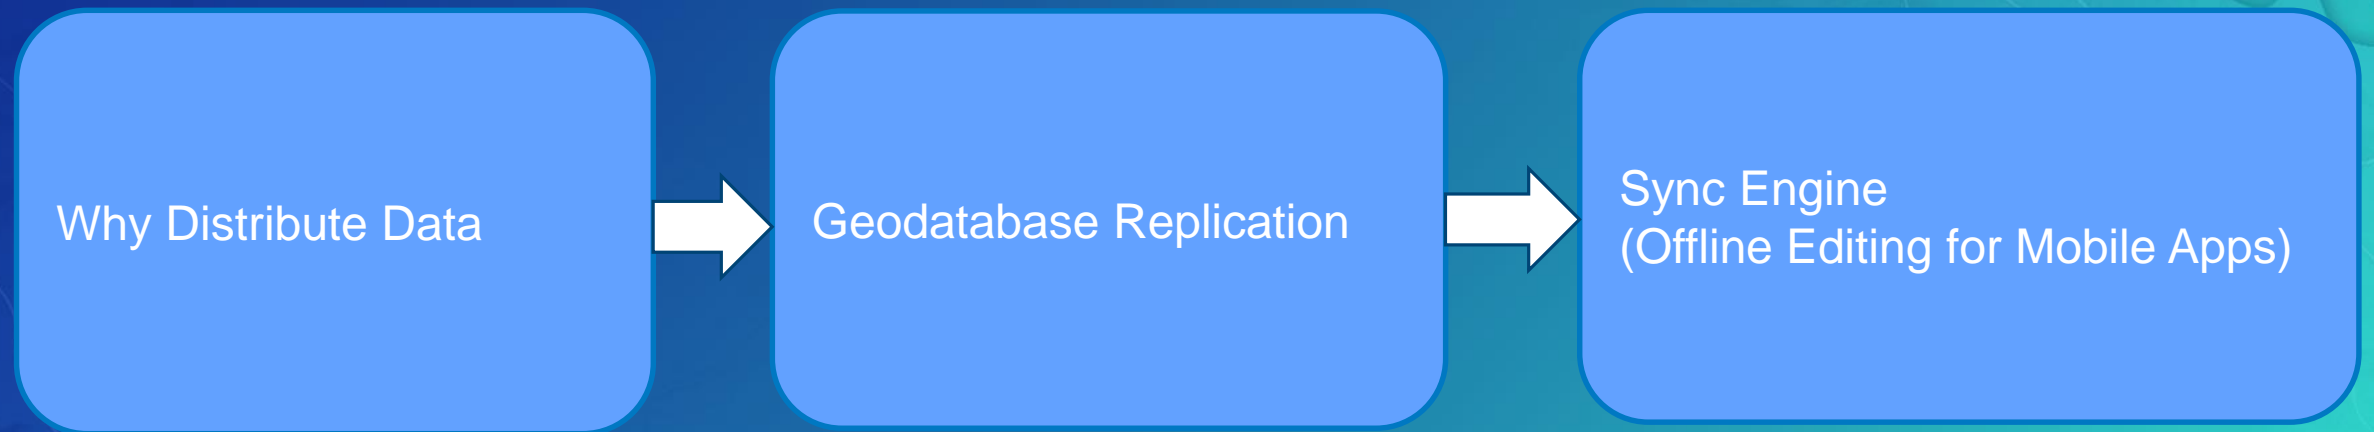 Why Distribute Data
Geodatabase Replication
Sync Engine
(Offline Editing for Mobile Apps)